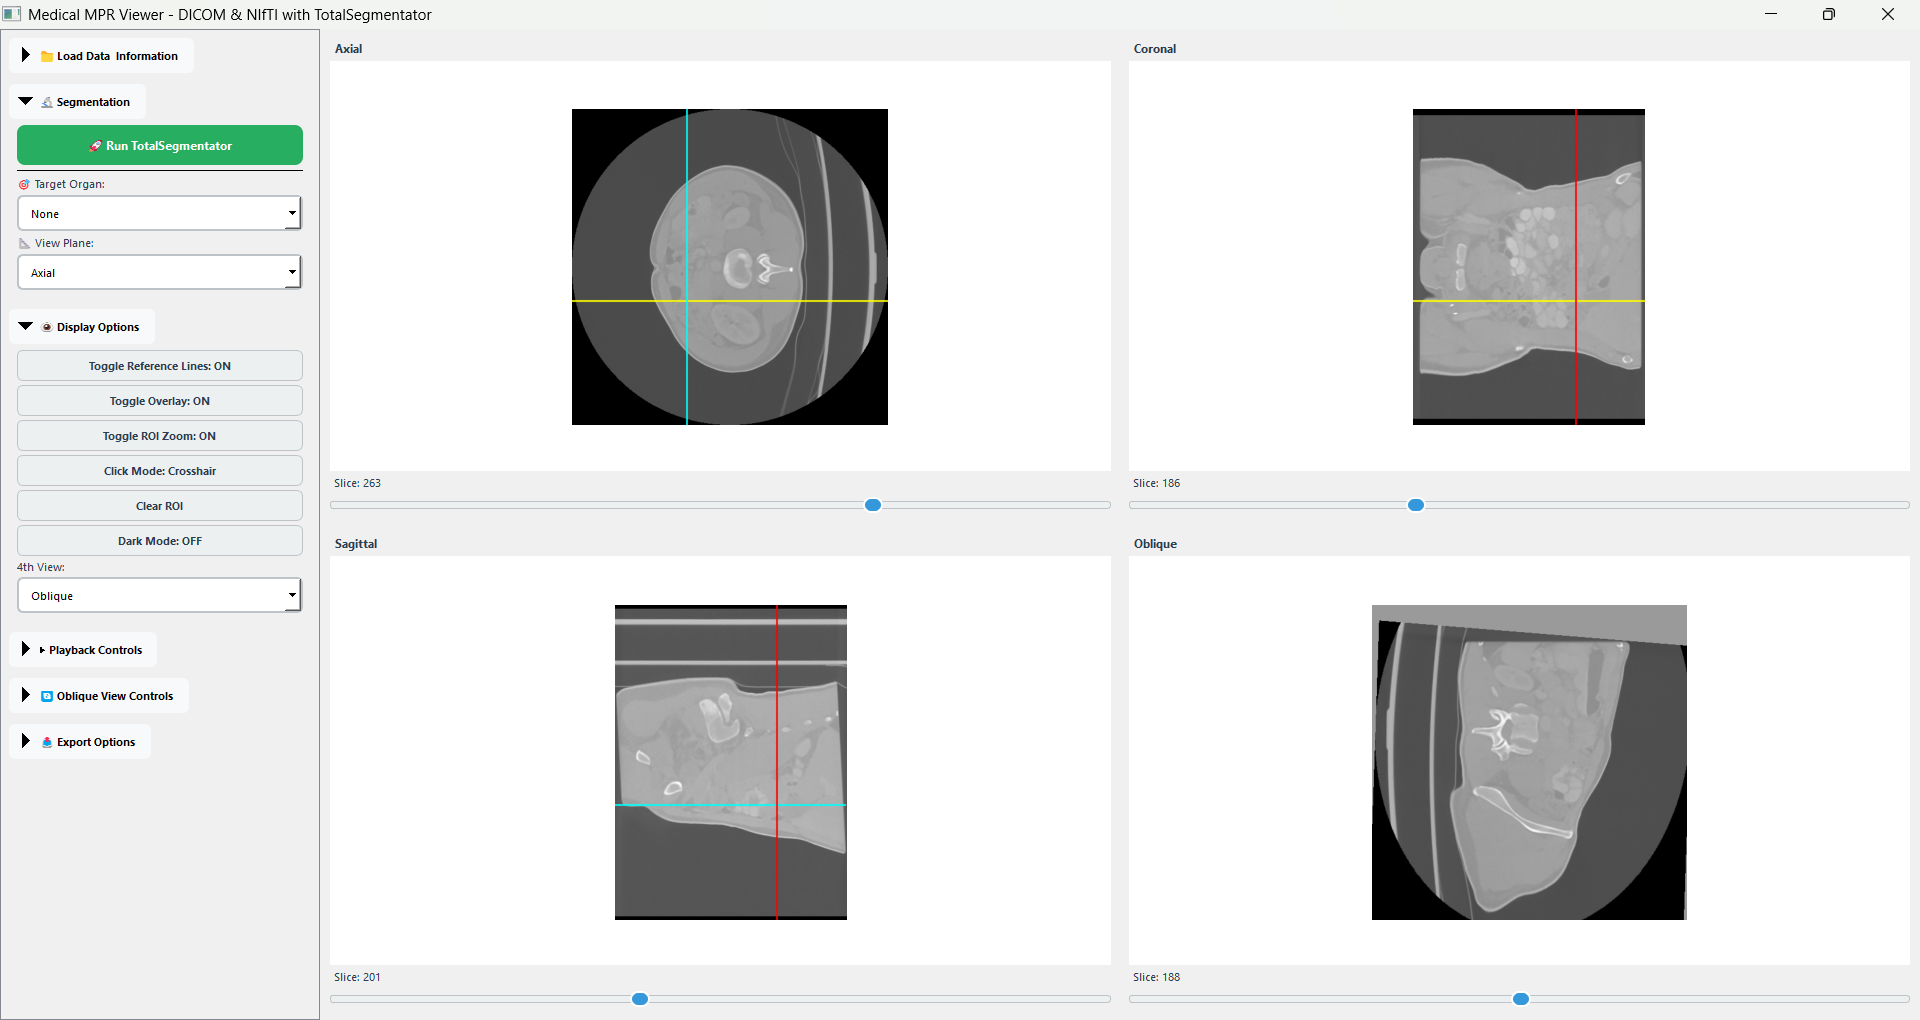 Medical MPR Viewer - DICOM & NIfTI with TotalSegmentator
Load Data  Information
Segmentation
Run TotalSegmentator
Target Organ:
None
View Plane:
Axial
Display Options
Toggle Reference Lines: ON
Toggle Overlay: ON
Toggle ROI Zoom: ON
Click Mode: Crosshair
Clear ROI
Dark Mode: OFF
4th View:
Oblique
Playback Controls
Oblique View Controls
Export Options
Axial
Slice: 263
Coronal
Slice: 186
Sagittal
Slice: 201
Oblique
Slice: 188